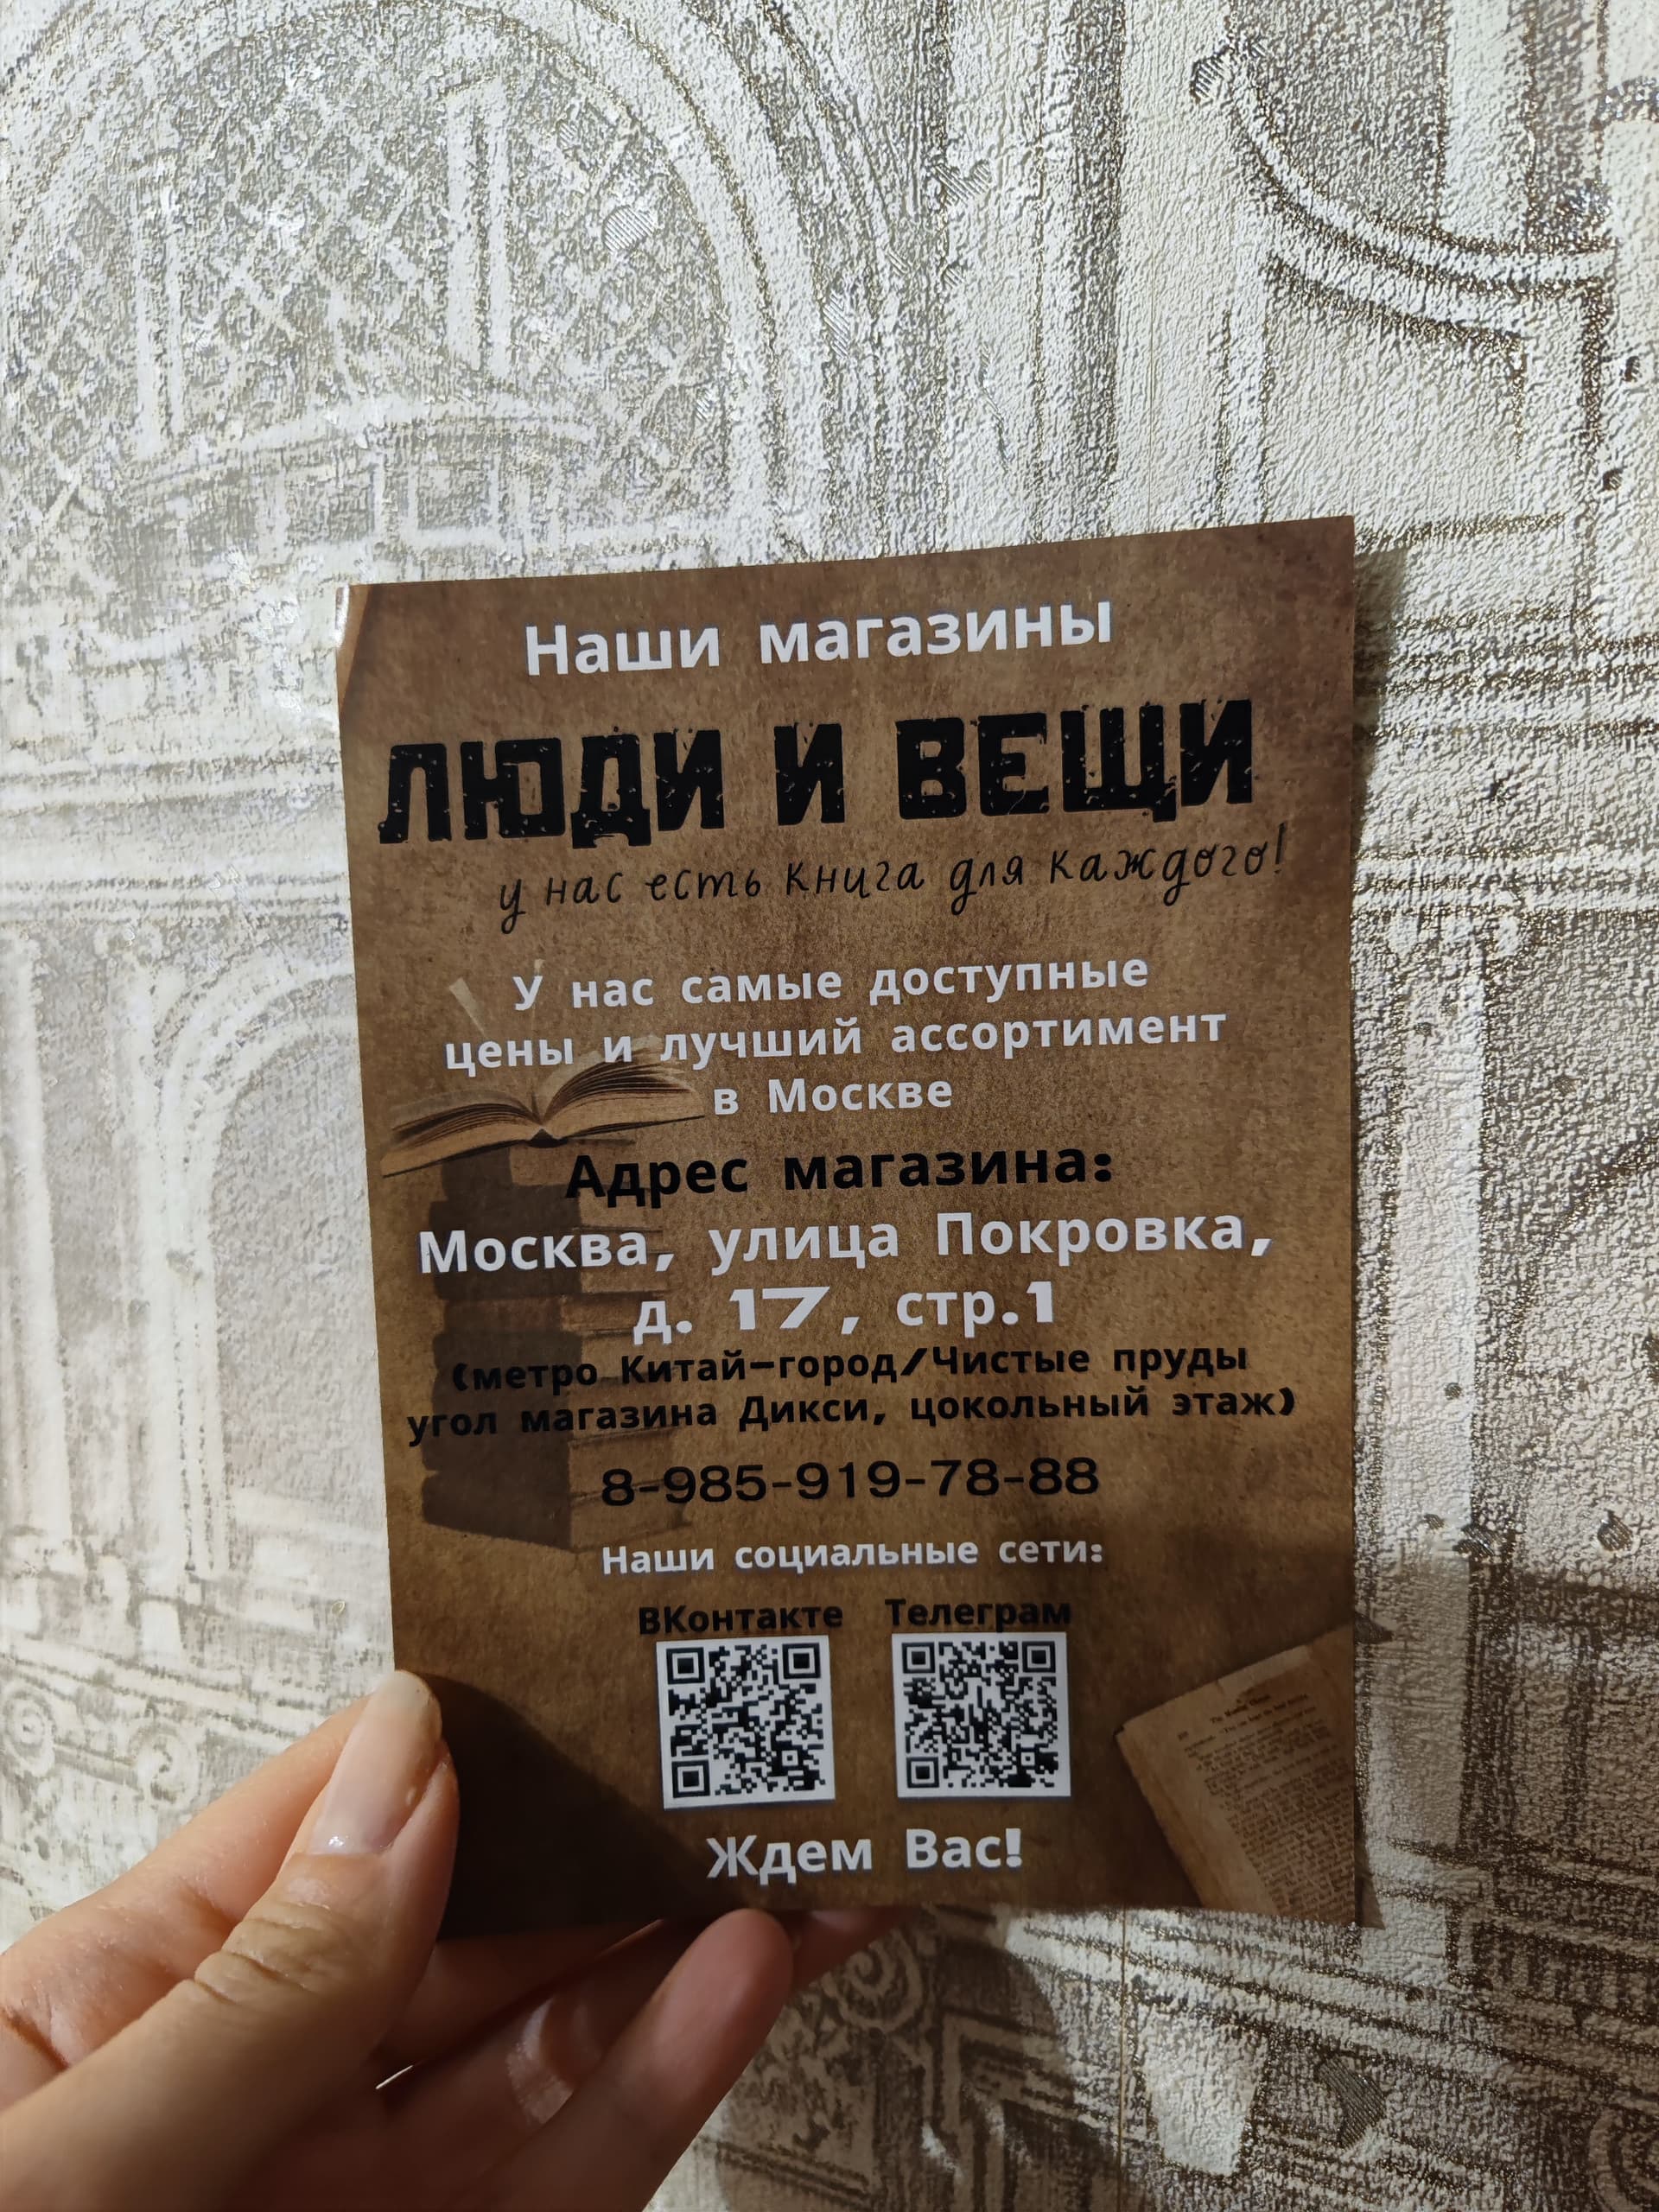 Наши магазины
ЛЮДИ И ВЕЩИ
у нас есть книга для каждого!
У нас самые доступные
цены и лучший ассортимент
в Москве
Адрес магазина:
Москва, улица Покровка,
д. 17, стр.1
(метро Китай-город/Чистые пруды
угол магазина Дикси, цокольный этаж)
8-985-919-78-88
Наши социальные сети:
ВКонтакте Телеграм
Ждем Вас!